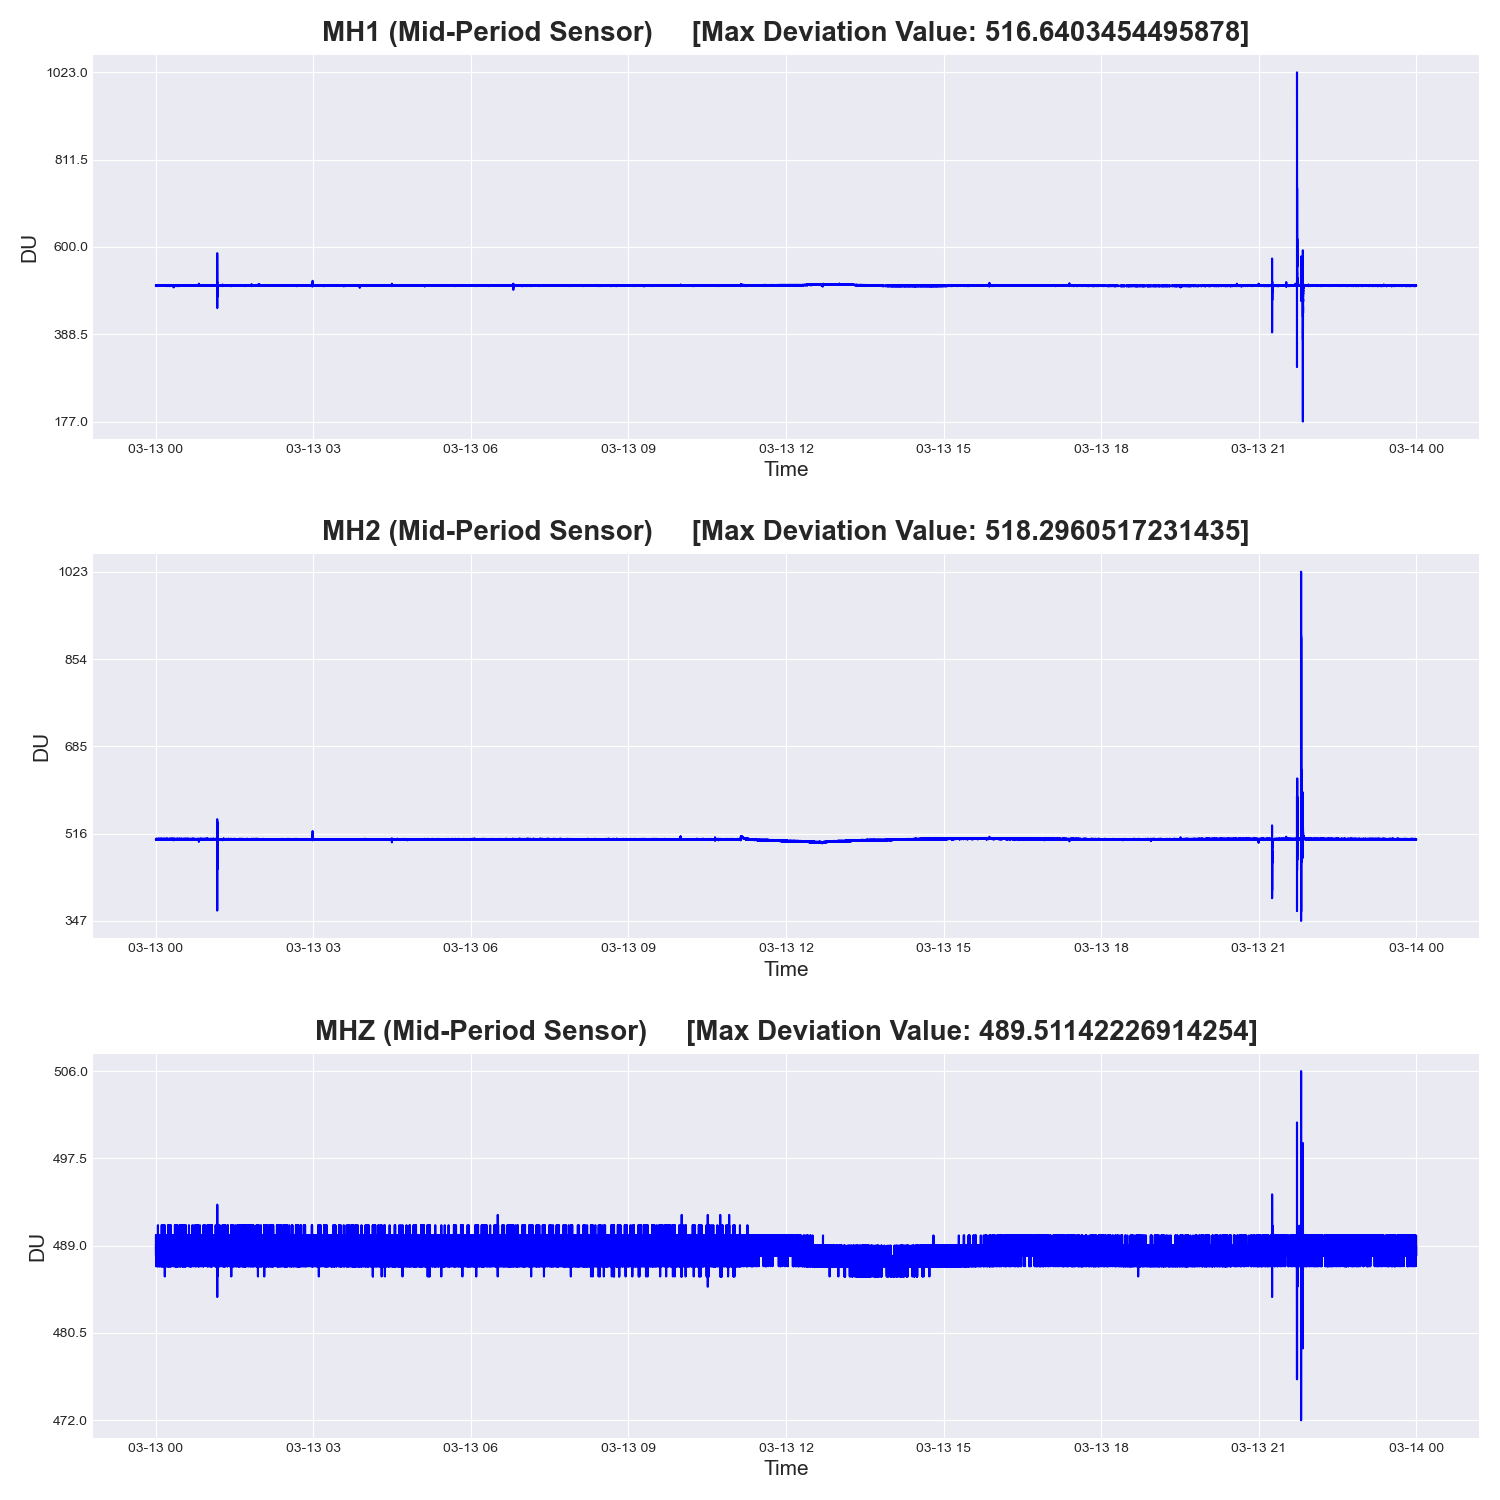 MH1 (Mid-Period Sensor) [Max Deviation Value: 516.6403454495878]
1023.0
811.5
600.0
388.5
177.0
DU
03-13 00 03-13 03 03-13 06 03-13 09 03-13 12 03-13 15 03-13 18 03-13 21 03-14 00
Time
MH2 (Mid-Period Sensor) [Max Deviation Value: 518.2960517231435]
1023
854
685
516
347
DU
03-13 00 03-13 03 03-13 06 03-13 09 03-13 12 03-13 15 03-13 18 03-13 21 03-14 00
Time
MHZ (Mid-Period Sensor) [Max Deviation Value: 489.51142226914254]
506.0
497.5
489.0
480.5
472.0
DU
03-13 00 03-13 03 03-13 06 03-13 09 03-13 12 03-13 15 03-13 18 03-13 21 03-14 00
Time